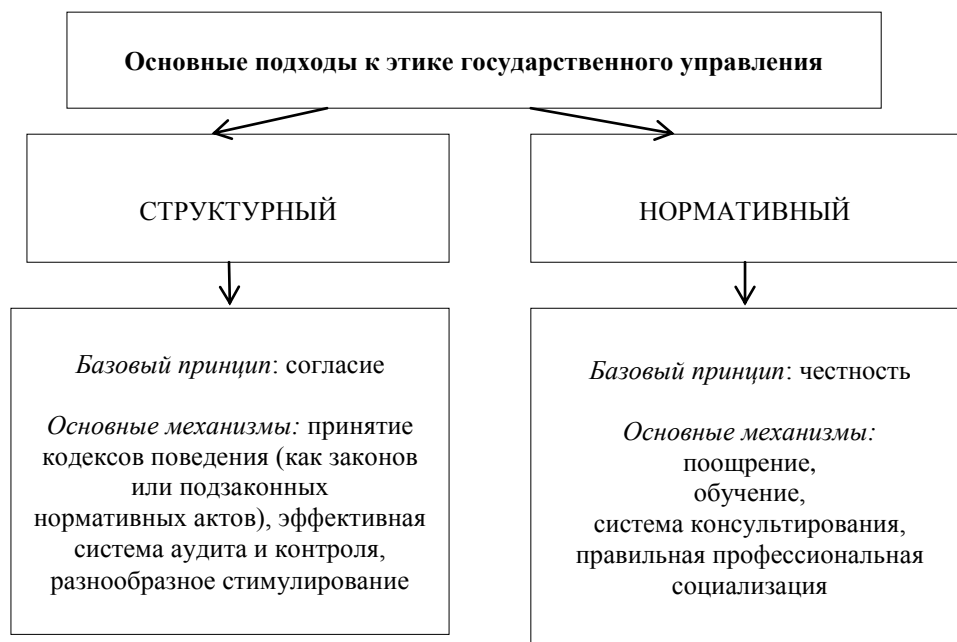 Основные подходы к этике государственного управления
СТРУКТУРНЫЙ
НОРМАТИВНЫЙ
Базовый принцип: согласие
Основные механизмы: принятие
кодексов поведения (как законов
или подзаконных
нормативных актов), эффективная
система аудита и контроля,
разнообразное стимулирование
Базовый принцип: честность
Основные механизмы:
поощрение,
обучение,
система консультирования,
правильная профессиональная
социализация